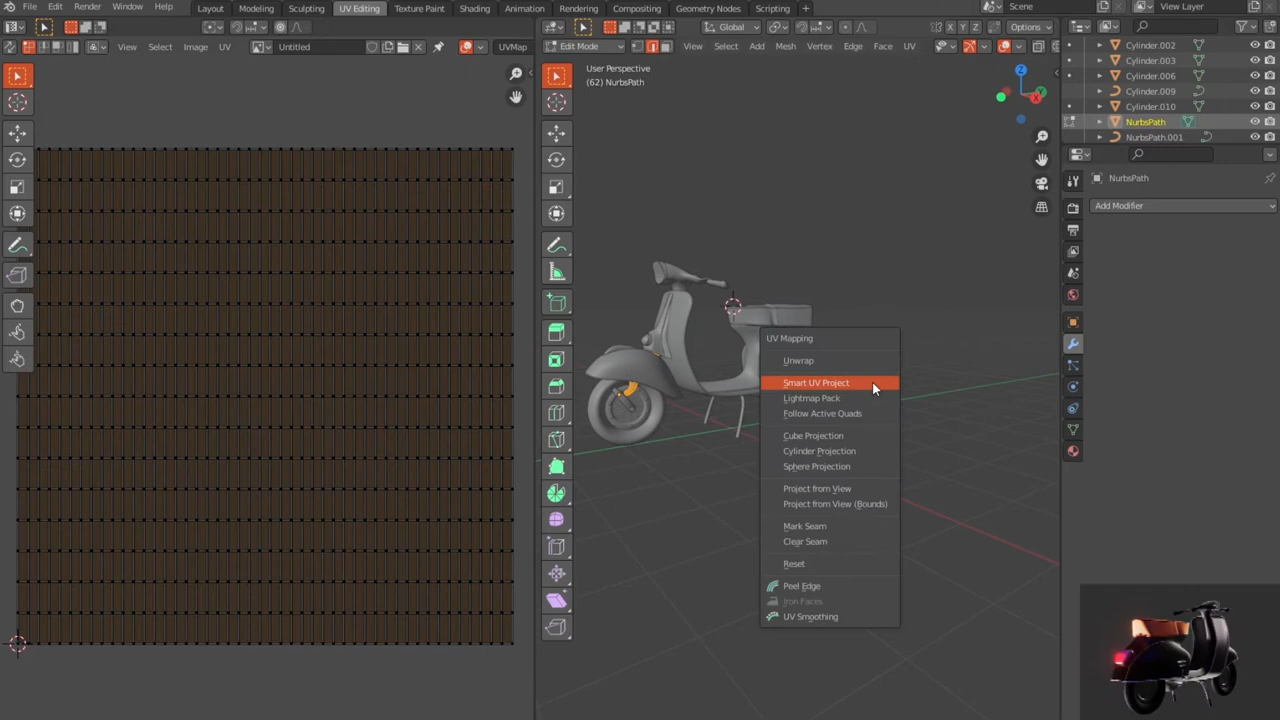 File Edit Render Window Help Layout Modeling Sculpting UV Editing Texture Paint Shading Animation Rendering Compositing Geometry Nodes Scripting + Scene View Layer
Global X Y Z Options
View Select Image UV Untitled UVMap Edit Mode View Select Add Mesh Vertex Edge Face UV
User Perspective
(62) NurbsPath
Z
Cylinder.002
Cylinder.003
Cylinder.006
Cylinder.009
Cylinder.010
NurbsPath
NurbsPath.001
NurbsPath
Add Modifier
UV Mapping
Unwrap
Smart UV Project
Lightmap Pack
Follow Active Quads
Cube Projection
Cylinder Projection
Sphere Projection
Project from View
Project from View (Bounds)
Mark Seam
Clear Seam
Reset
Peel Edge
Iron Faces
UV Smoothing